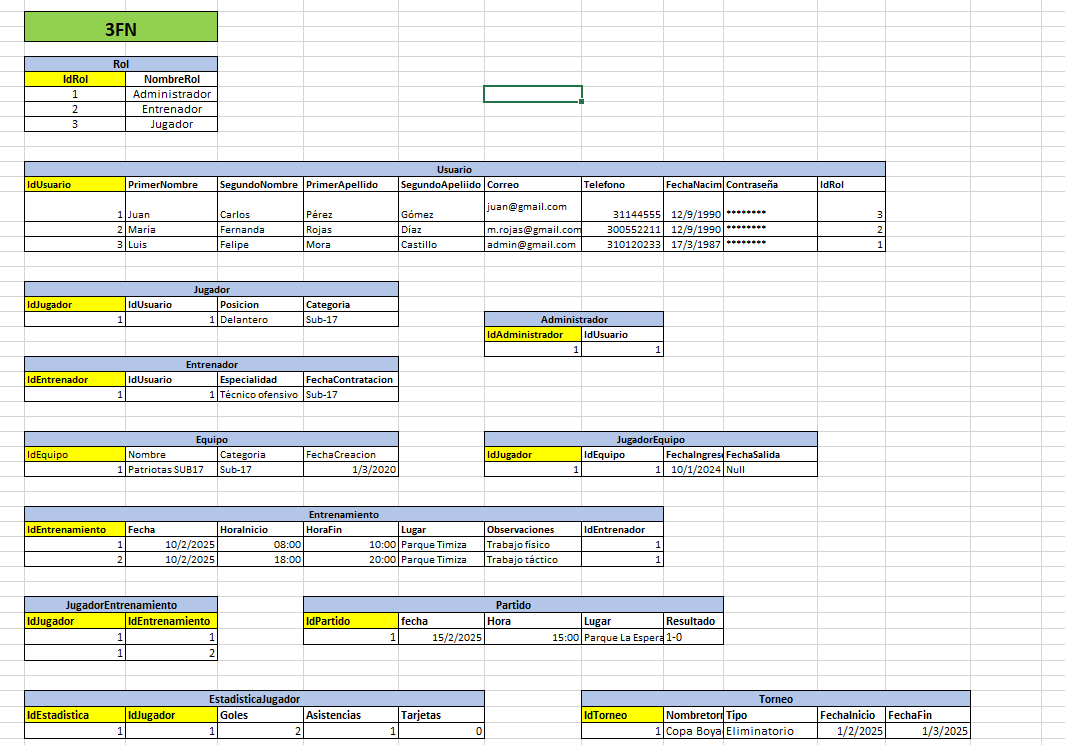 3FN
Rol
IdRol NombreRol
1 Administrador
2 Entrenador
3 Jugador
Usuario
IdUsuario PrimerNombre SegundoNombre PrimerApellido SegundoApeliido Correo Telefono FechaNacim Contraseña IdRol
1 Juan Carlos Pérez Gómez juan@gmail.com 31144555 12/9/1990 ******** 3
2 María Fernanda Rojas Díaz m.rojas@gmail.com 300552211 12/9/1990 ******** 2
3 Luis Felipe Mora Castillo admin@gmail.com 310120233 17/3/1987 ******** 1
Jugador
IdJugador IdUsuario Posicion Categoria
1 1 Delantero Sub-17
Administrador
IdAdministrador IdUsuario
1 1
Entrenador
IdEntrenador IdUsuario Especialidad FechaContratacion
1 1 Técnico ofensivo Sub-17
Equipo
IdEquipo Nombre Categoria FechaCreacion
1 Patriotas SUB17 Sub-17 1/3/2020
JugadorEquipo
IdJugador IdEquipo FechaIngres FechaSalida
1 1 10/1/2024 Null
Entrenamiento
IdEntrenamiento Fecha HoraInicio HoraFin Lugar Observaciones IdEntrenador
1 10/2/2025 08:00 10:00 Parque Timiza Trabajo físico 1
2 10/2/2025 18:00 20:00 Parque Timiza Trabajo táctico 1
JugadorEntrenamiento
IdJugador IdEntrenamiento
1 1
1 2
Partido
IdPartido fecha Hora Lugar Resultado
1 15/2/2025 15:00 Parque La Espera 1-0
EstadisticaJugador
IdEstadistica IdJugador Goles Asistencias Tarjetas
1 1 2 1 0
Torneo
IdTorneo Nombretorn Tipo FechaInicio FechaFin
1 Copa Boya Eliminatorio 1/2/2025 1/3/2025